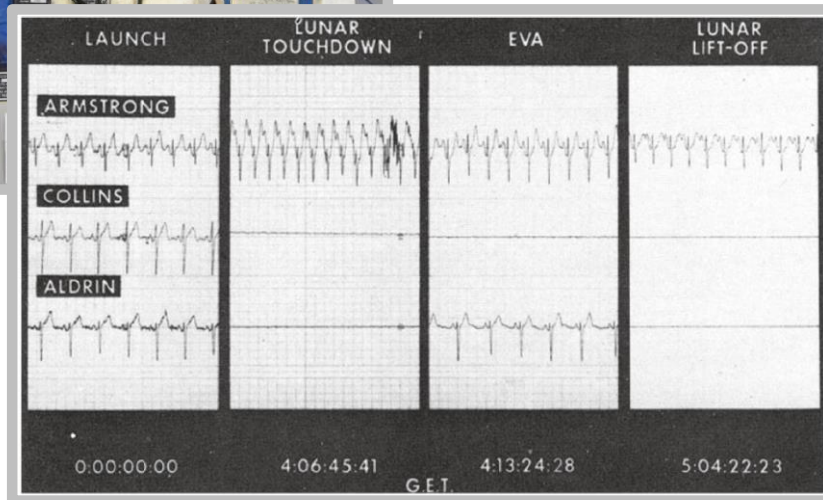 LAUNCH
LUNAR
TOUCHDOWN
EVA
LUNAR
LIFT-OFF
ARMSTRONG
COLLINS
ALDRIN
0:00:00:00
4:06:45:41
4:13:24:28
5:04:22:23
G.E.T.